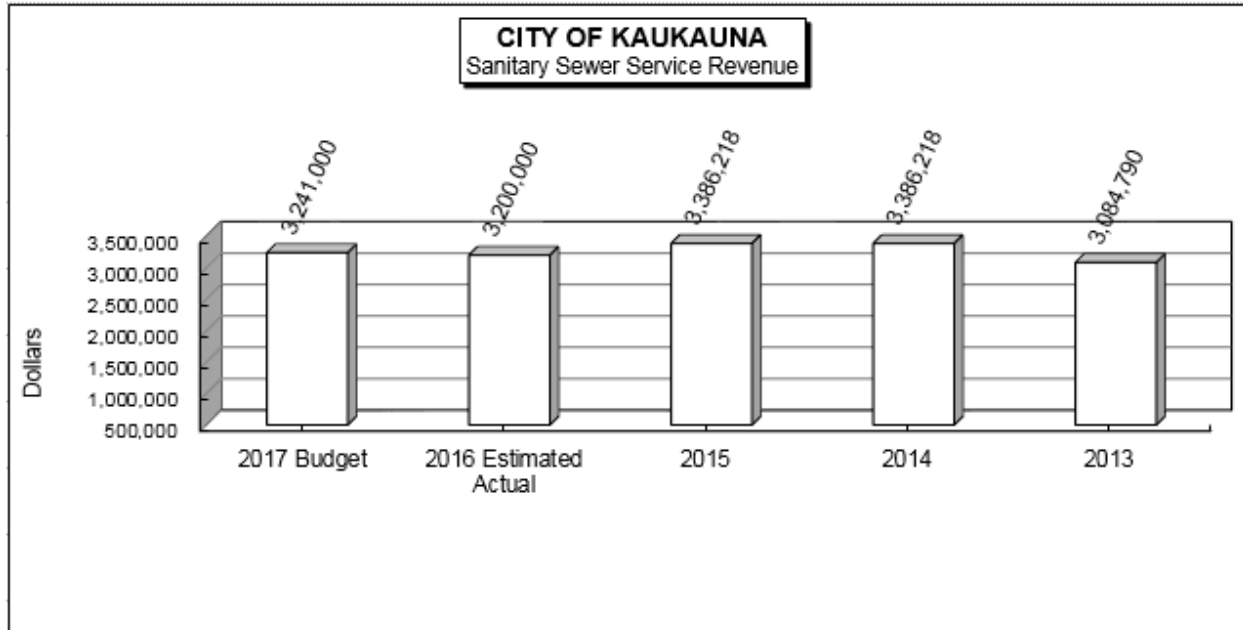 CITY OF KAUKAUNA
Sanitary Sewer Service Revenue
3,241,000
3,200,000
3,386,218
3,386,218
3,084,790
3,500,000
3,000,000
2,500,000
2,000,000
1,500,000
1,000,000
500,000
Dollars
2017 Budget
2016 Estimated
Actual
2015
2014
2013